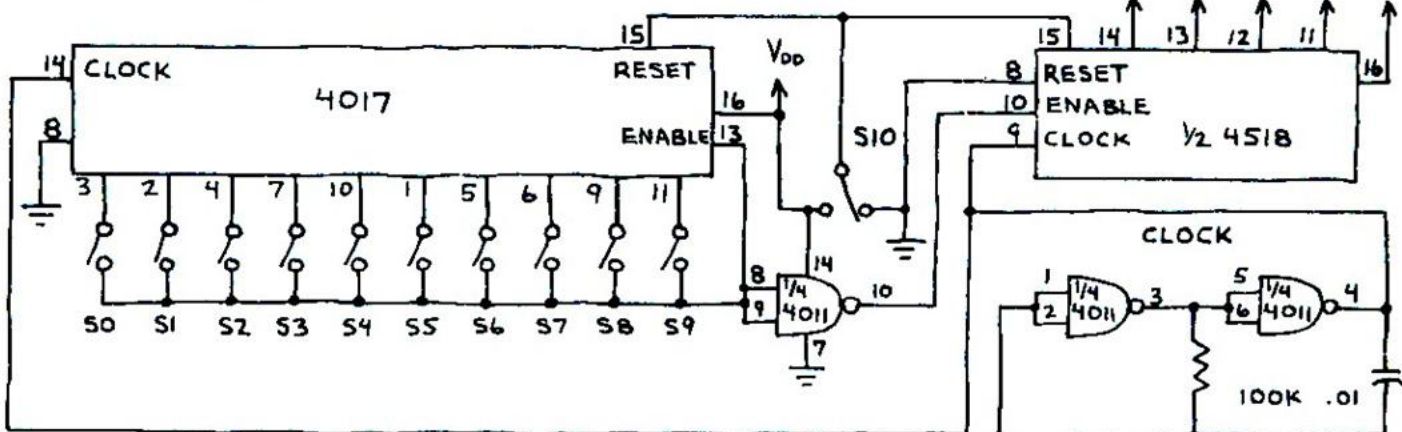 15
15 14 13 12 11
14 CLOCK RESET
V DD
4017
16
8 RESET
16
10 ENABLE
ENABLE 13
S10
9 CLOCK ½ 4518
8
3 2 4 7 10 1 5 6 9 11
CLOCK
14
8 1/4 10
9 4011
7
1 1/4 3
2 4011
5 1/4 4
6 4011
S0 S1 S2 S3 S4 S5 S6 S7 S8 S9
100K .01